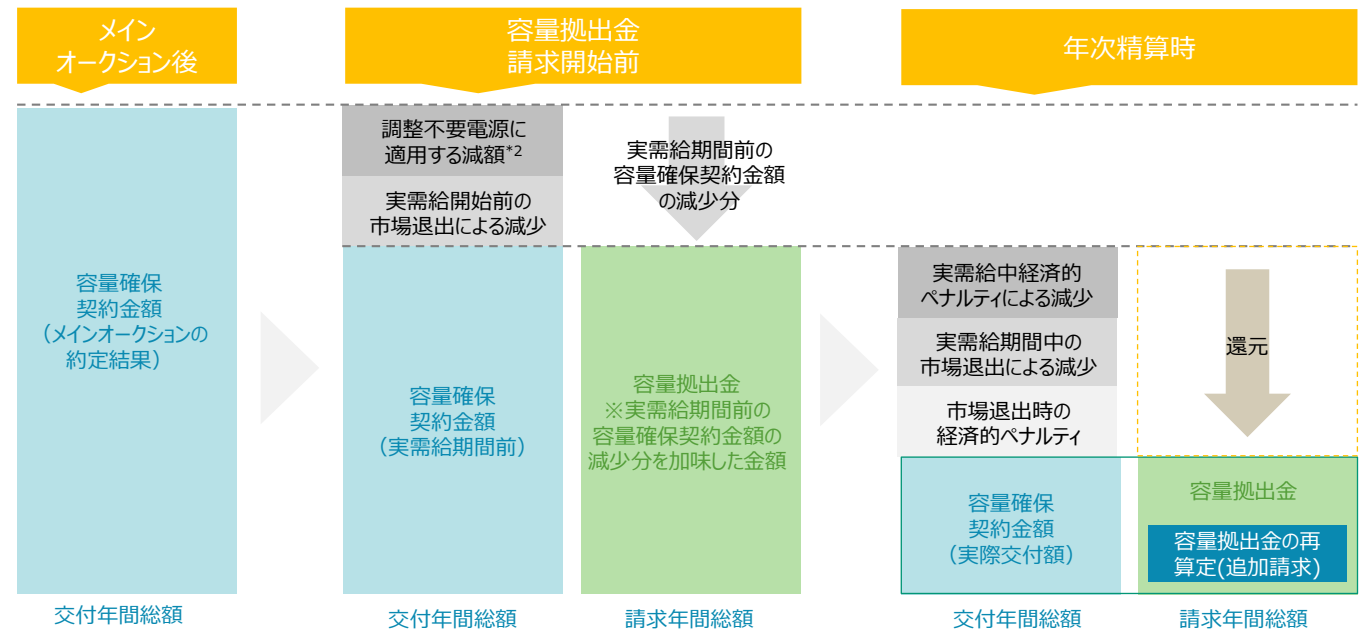 メイン
オークション後
容量拠出金
請求開始前
年次精算時
調整不要電源に
適用する減額*2
実需給開始前の
市場退出による減少
実需給期間前の
容量確保契約金額
の減少分
容量確保
契約金額
（メインオークションの
約定結果）
容量確保
契約金額
（実需給期間前）
容量拠出金
※実需給期間前の
容量確保契約金額の
減少分を加味した金額
実需給中経済的
ペナルティによる減少
実需給期間中の
市場退出による減少
市場退出時の
経済的ペナルティ
還元
容量確保
契約金額
（実際交付額）
容量拠出金
容量拠出金の再
算定(追加請求)
交付年間総額
交付年間総額
請求年間総額
交付年間総額
請求年間総額